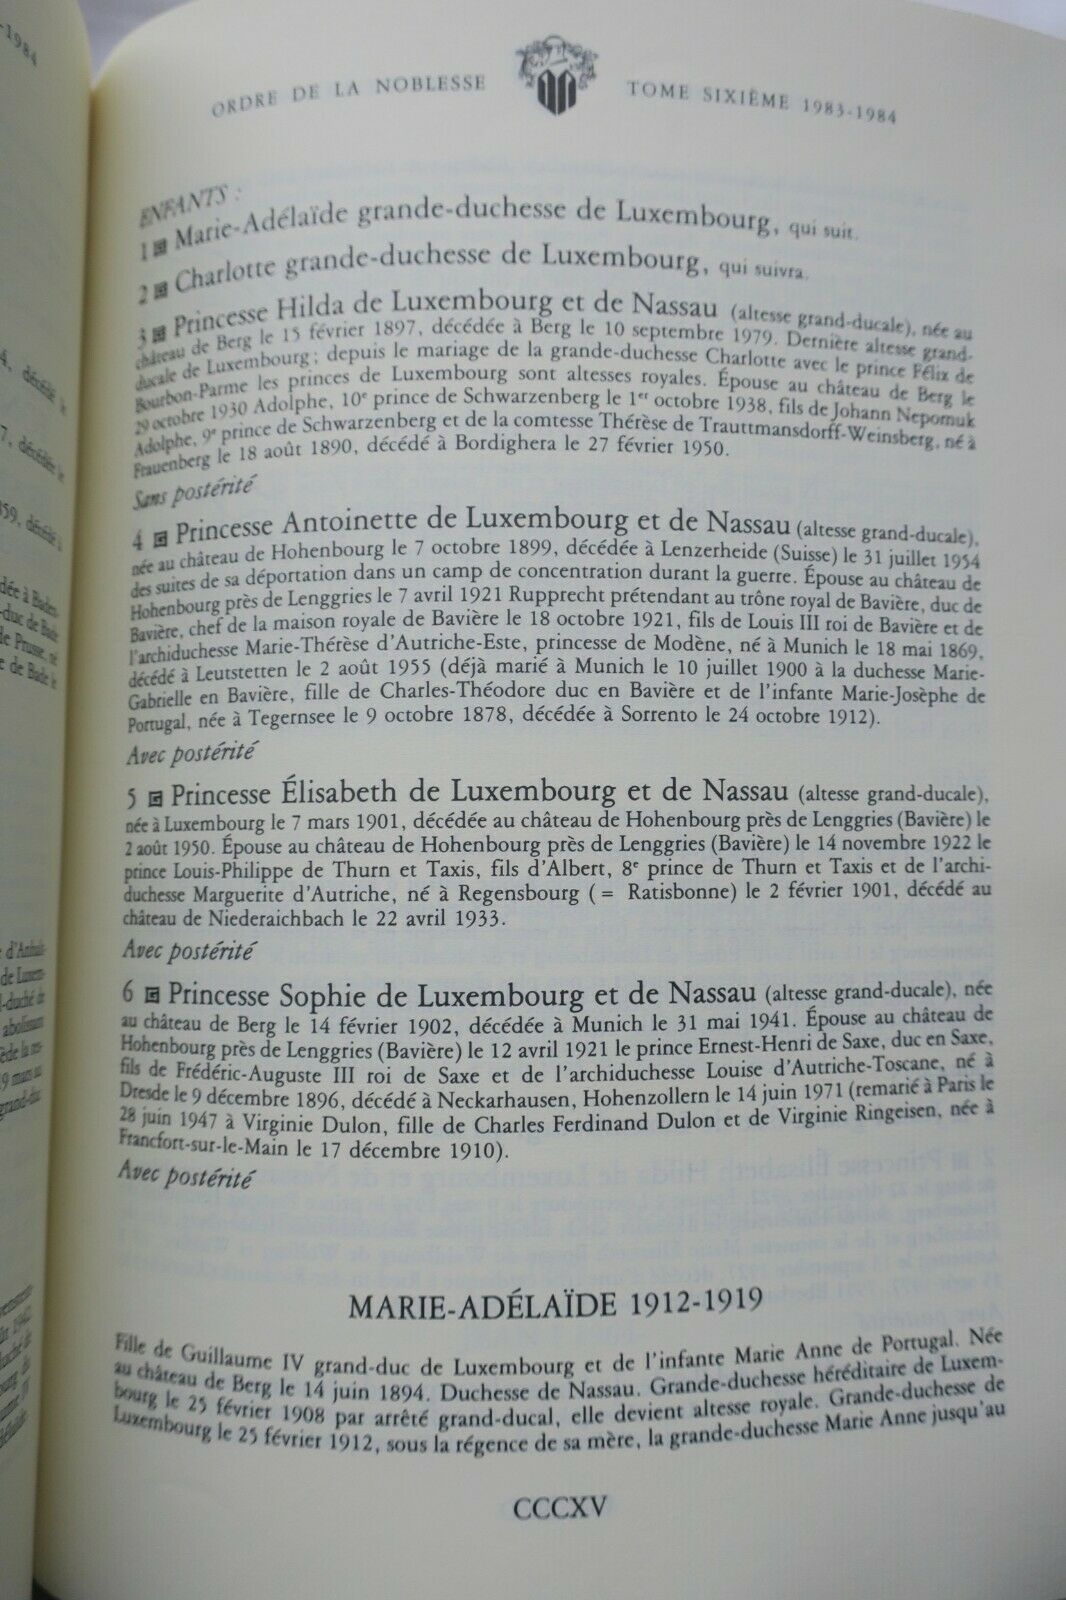 ORDRE DE LA NOBLESSE
TOME SIXIÈME 1983-1984
ENFANTS :
1 Marie-Adélaïde grande-duchesse de Luxembourg, qui suit.
2 Charlotte grande-duchesse de Luxembourg, qui suivra.
3 Princesse Hilda de Luxembourg et de Nassau (altesse grand-ducale), née au
château de Berg le 15 février 1897, décédée à Berg le 10 septembre 1979. Dernière altesse grand-
ducale de Luxembourg ; depuis le mariage de la grande-duchesse Charlotte avec le prince Félix de
Bourbon-Parme les princes de Luxembourg sont altesses royales. Épouse au château de Berg le
29 octobre 1930 Adolphe, 10e prince de Schwarzenberg le 1er octobre 1938, fils de Johann Nepomuk
Adolphe, 9e prince de Schwarzenberg et de la comtesse Thérèse de Trauttmansdorff-Weinsberg, né à
Frauenberg le 18 août 1890, décédé à Bordighera le 27 février 1950.
Sans postérité
4 Princesse Antoinette de Luxembourg et de Nassau (altesse grand-ducale),
née au château de Hohenbourg le 7 octobre 1899, décédée à Lenzerheide (Suisse) le 31 juillet 1954
des suites de sa déportation dans un camp de concentration durant la guerre. Épouse au château de
Hohenbourg près de Lenggries le 7 avril 1921 Rupprecht prétendant au trône royal de Bavière, duc de
Bavière, chef de la maison royale de Bavière le 18 octobre 1921, fils de Louis III roi de Bavière et de
l'archiduchesse Marie-Thérèse d'Autriche-Este, princesse de Modène, né à Munich le 18 mai 1869,
décédé à Leutstetten le 2 août 1955 (déjà marié à Munich le 10 juillet 1900 à la duchesse Marie-
Gabrielle en Bavière, fille de Charles-Théodore duc en Bavière et de l'infante Marie-Josèphe de
Portugal, née à Tegernsee le 9 octobre 1878, décédée à Sorrento le 24 octobre 1912).
Avec postérité
5 Princesse Élisabeth de Luxembourg et de Nassau (altesse grand-ducale),
née à Luxembourg le 7 mars 1901, décédée au château de Hohenbourg près de Lenggries (Bavière) le
2 août 1950. Épouse au château de Hohenbourg près de Lenggries (Bavière) le 14 novembre 1922 le
prince Louis-Philippe de Thurn et Taxis, fils d'Albert, 8e prince de Thurn et Taxis et de l'archi-
duchesse Marguerite d'Autriche, né à Regensbourg (= Ratisbonne) le 2 février 1901, décédé au
château de Niederaichbach le 22 avril 1933.
Avec postérité
6 Princesse Sophie de Luxembourg et de Nassau (altesse grand-ducale), née
au château de Berg le 14 février 1902, décédée à Munich le 31 mai 1941. Épouse au château de
Hohenbourg près de Lenggries (Bavière) le 12 avril 1921 le prince Ernest-Henri de Saxe, duc en Saxe,
fils de Frédéric-Auguste III roi de Saxe et de l'archiduchesse Louise d'Autriche-Toscane, né à
Dresde le 9 décembre 1896, décédé à Neckarhausen, Hohenzollern le 14 juin 1971 (remarié à Paris le
28 juin 1947 à Virginie Dulon, fille de Charles Ferdinand Dulon et de Virginie Ringeisen, née à
Francfort-sur-le-Main le 17 décembre 1910).
Avec postérité
MARIE-ADÉLAÏDE 1912-1919
Fille de Guillaume IV grand-duc de Luxembourg et de l'infante Marie Anne de Portugal. Née
au château de Berg le 14 juin 1894. Duchesse de Nassau. Grande-duchesse héréditaire de Luxem-
bourg le 25 février 1908 par arrêté grand-ducal, elle devient altesse royale. Grande-duchesse de
Luxembourg le 25 février 1912, sous la régence de sa mère, la grande-duchesse Marie Anne jusqu'au
CCCXV